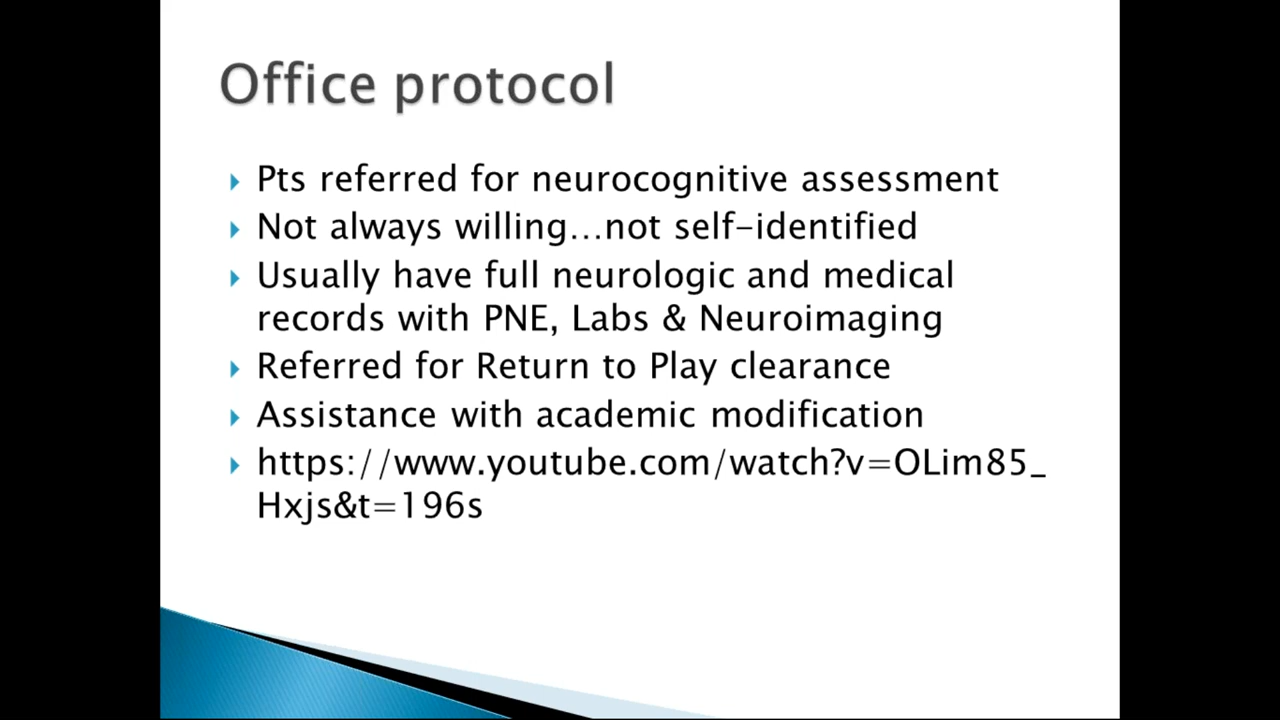 Office protocol
Pts referred for neurocognitive assessment
Not always willing...not self-identified
Usually have full neurologic and medical
records with PNE, Labs & Neuroimaging
Referred for Return to Play clearance
Assistance with academic modification
https://www.youtube.com/watch?v=OLim85_
Hxjs&t=196s